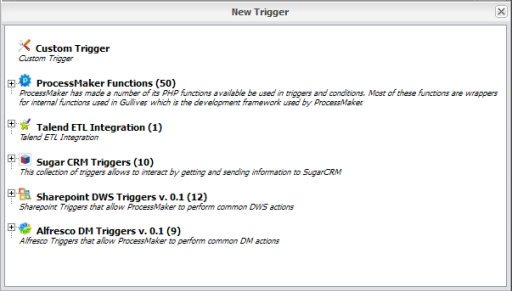 New Trigger
Custom Trigger
Custom Trigger
ProcessMaker Functions (50)
ProcessMaker has made a number of its PHP functions available be used in triggers and conditions. Most of these functions are wrappers
for internal functions used in Gulliver, which is the development framework used by ProcessMaker.
Talend ETL Integration (1)
Talend ETL Integration
Sugar CRM Triggers (10)
This collection of triggers allows to interact by getting and sending information to SugarCRM
Sharepoint DWS Triggers v. 0.1 (12)
Sharepoint Triggers that allow ProcessMaker to perform common DWS actions
Alfresco DM Triggers v. 0.1 (9)
Alfresco Triggers that allow ProcessMaker to perform common DM actions